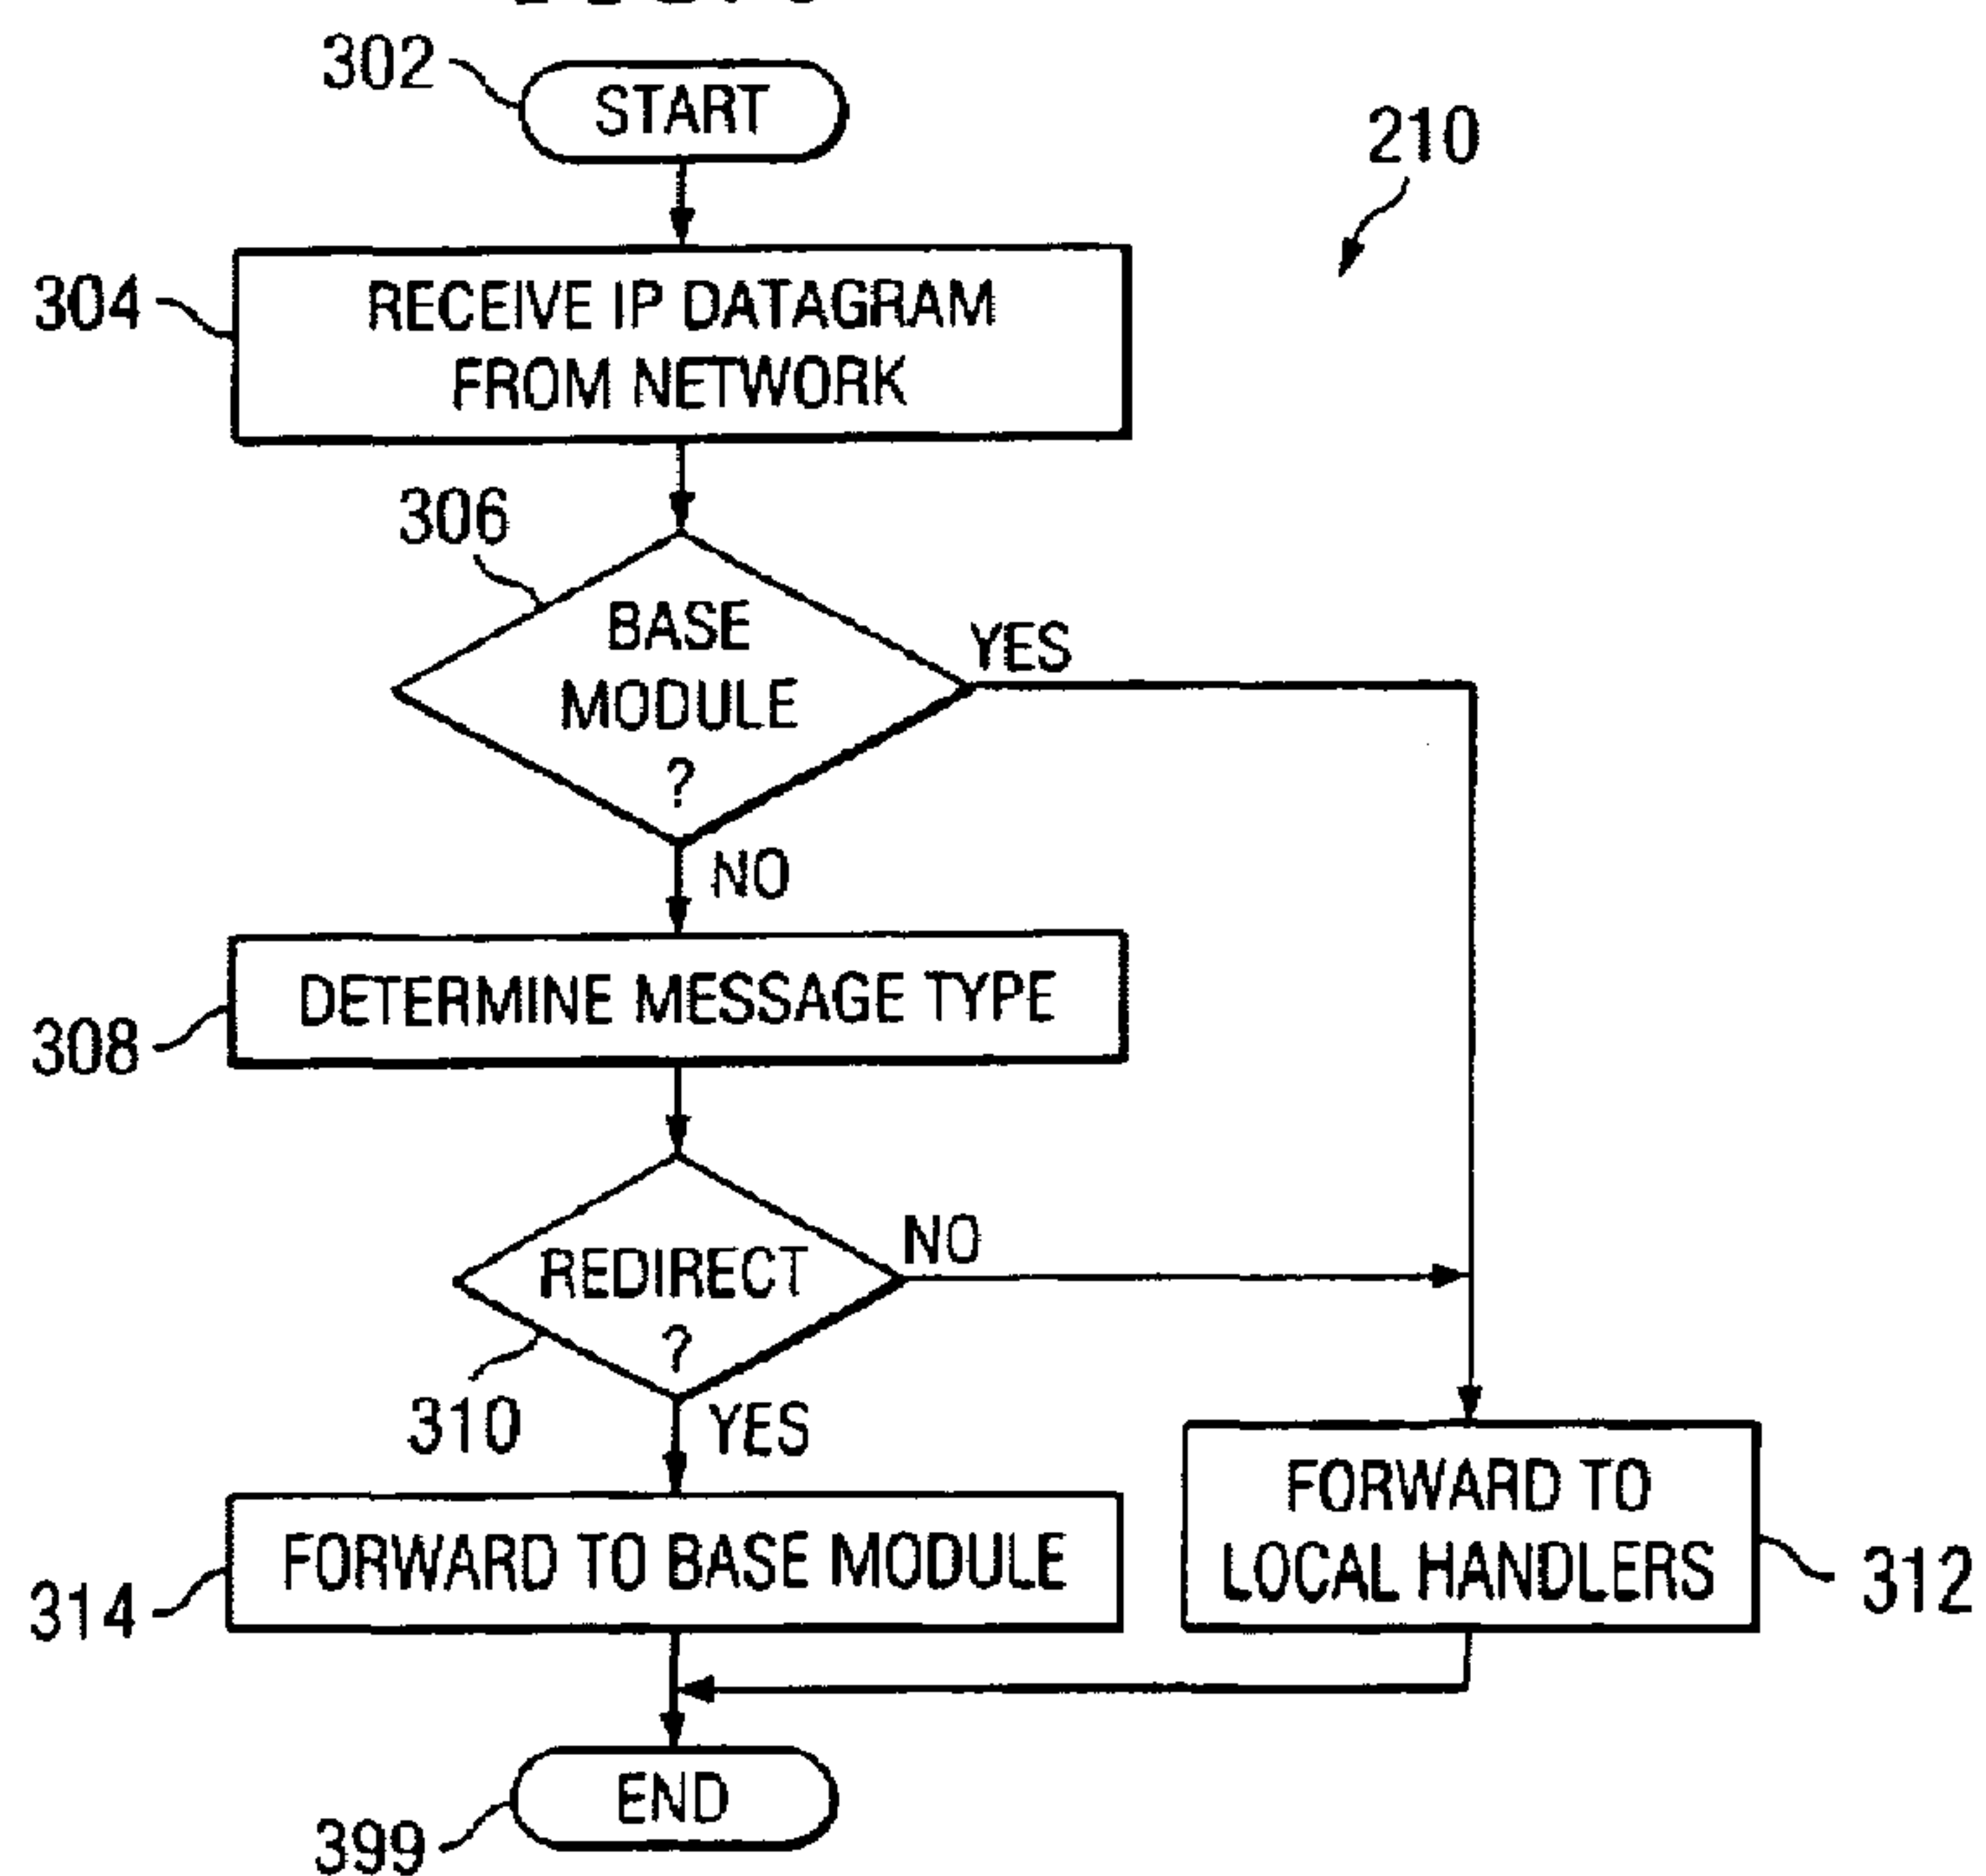 302
START
210
304
RECEIVE IP DATAGRAM
FROM NETWORK
306
BASE
MODULE
?
YES
NO
308
DETERMINE MESSAGE TYPE
REDIRECT
?
NO
310
YES
314
FORWARD TO BASE MODULE
FORWARD TO
LOCAL HANDLERS
312
END
399